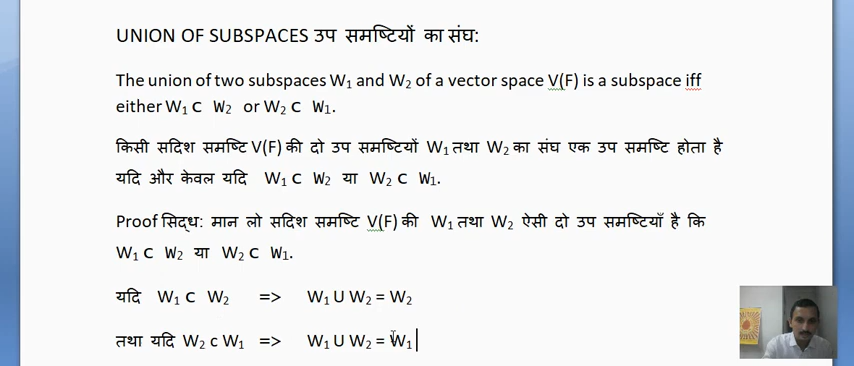 UNION OF SUBSPACES उप समष्टियों का संघ:
The union of two subspaces W₁ and W₂ of a vector space V(F) is a subspace iff
either W₁ ⊂ W₂ or W₂ ⊂ W₁.
किसी सदिश समष्टि V(F) की दो उप समष्टियों W₁ तथा W₂ का संघ एक उप समष्टि होता है
यदि और केवल यदि W₁ ⊂ W₂ या W₂ ⊂ W₁.
Proof सिद्ध: मान लो सदिश समष्टि V(F) की W₁ तथा W₂ ऐसी दो उप समष्टियाँ है कि
W₁ ⊂ W₂ या W₂ ⊂ W₁.
यदि W₁ ⊂ W₂ => W₁ U W₂ = W₂
तथा यदि W₂ c W₁ => W₁ U W₂ = W₁